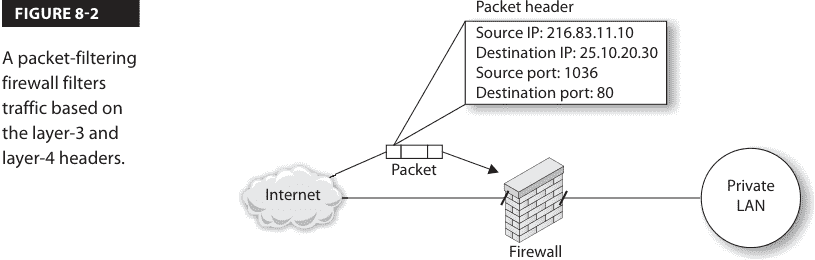 FIGURE 8-2
A packet-filtering
firewall filters
traffic based on
the layer-3 and
layer-4 headers.
Packet header
Source IP: 216.83.11.10
Destination IP: 25.10.20.30
Source port: 1036
Destination port: 80
Packet
Internet
Firewall
Private
LAN